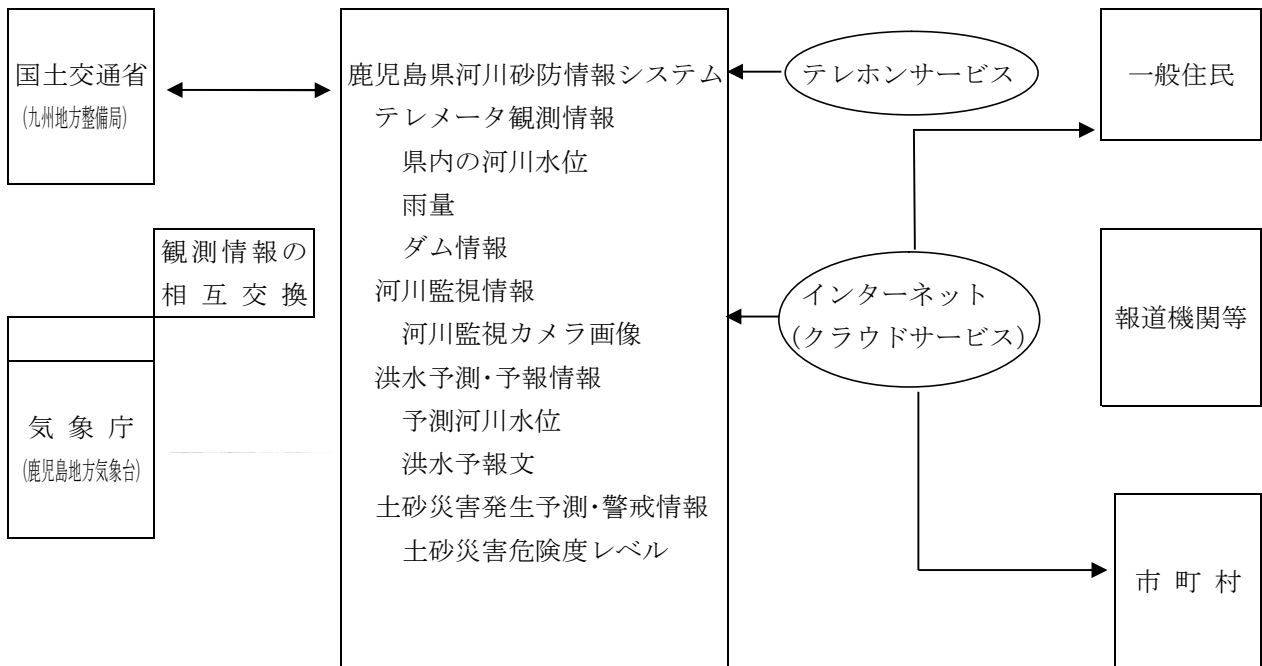 国土交通省
(九州地方整備局)
観測情報の
相互交換
気象庁
(鹿児島地方気象台)
鹿児島県河川砂防情報システム
テレメータ観測情報
県内の河川水位
雨量
ダム情報
河川監視情報
河川監視カメラ画像
洪水予測・予報情報
予測河川水位
洪水予報文
土砂災害発生予測・警戒情報
土砂災害危険度レベル
テレホンサービス
インターネット
(クラウドサービス)
一般住民
報道機関等
市町村